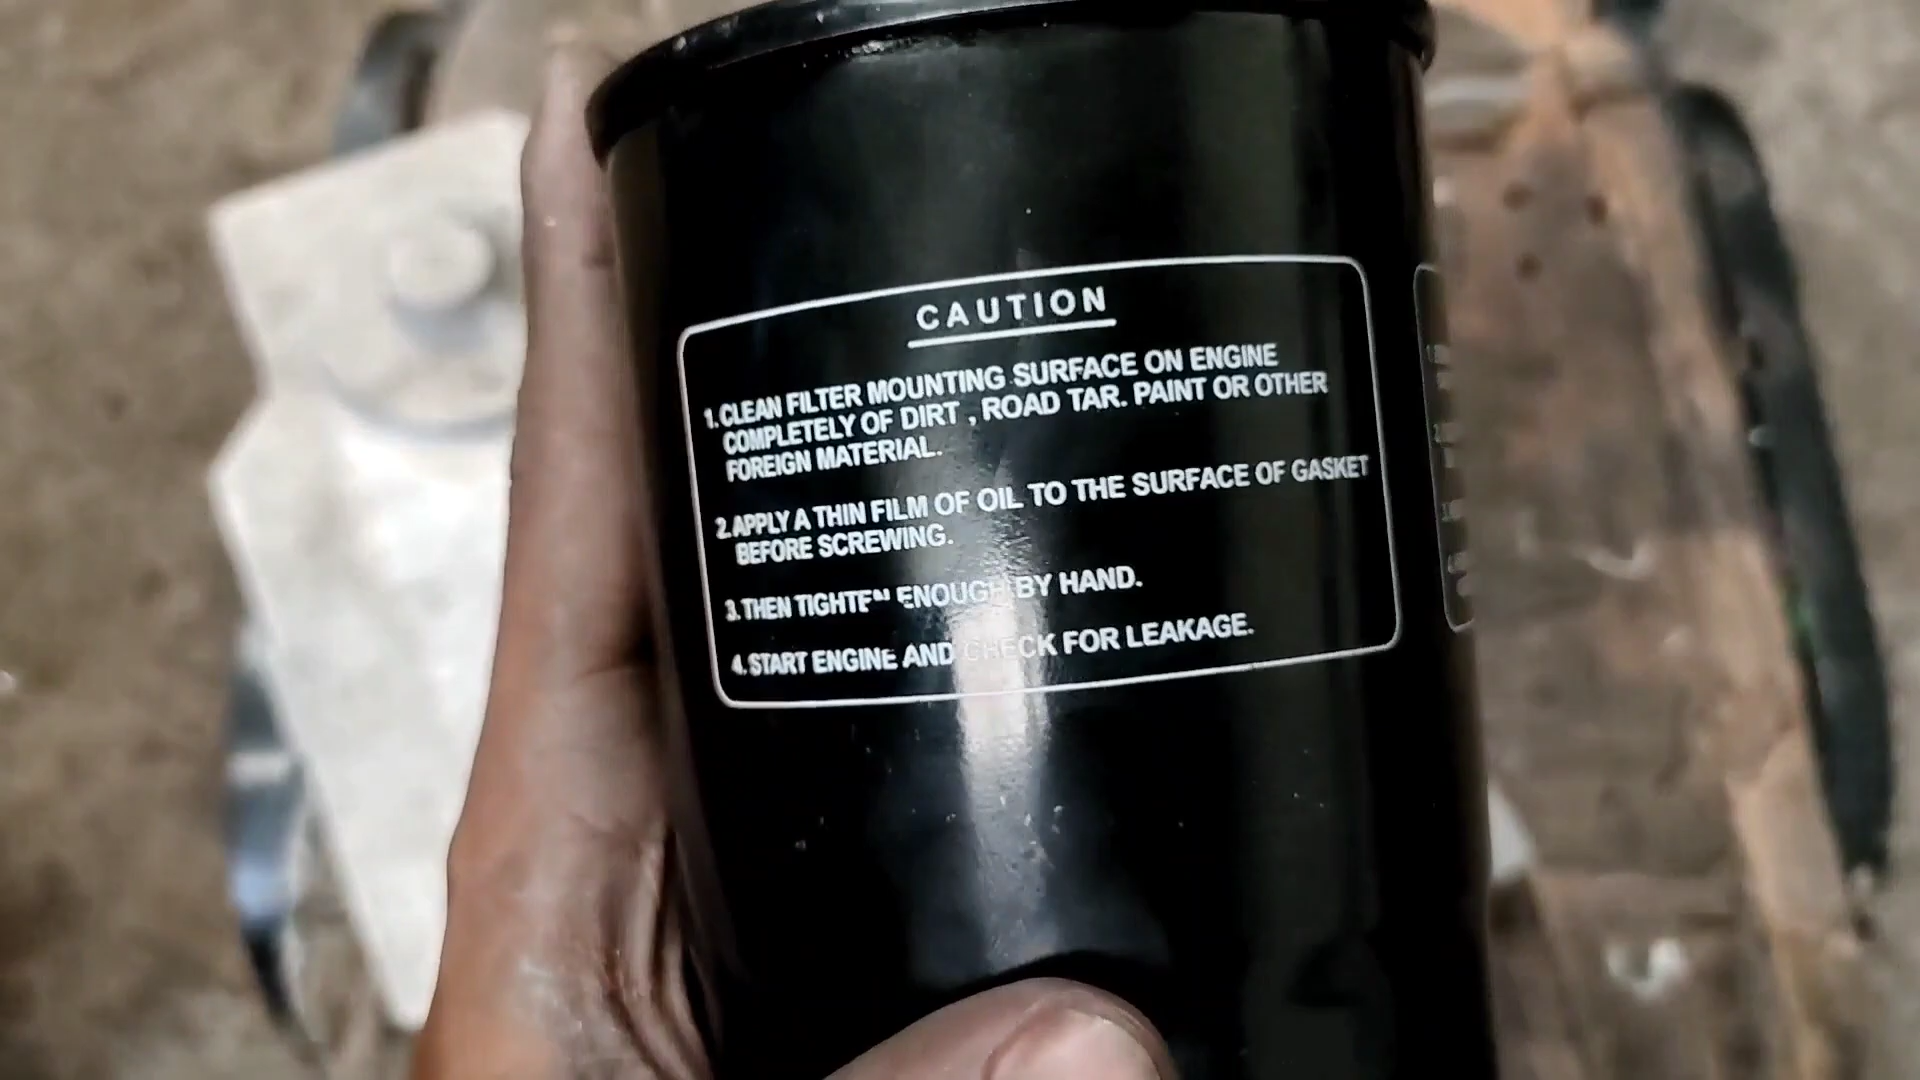 CAUTION
1. CLEAN FILTER MOUNTING SURFACE ON ENGINE
COMPLETELY OF DIRT , ROAD TAR. PAINT OR OTHER
FOREIGN MATERIAL.
2. APPLY A THIN FILM OF OIL TO THE SURFACE OF GASKET
BEFORE SCREWING.
3. THEN TIGHTEN ENOUGH BY HAND.
4. START ENGINE AND CHECK FOR LEAKAGE.